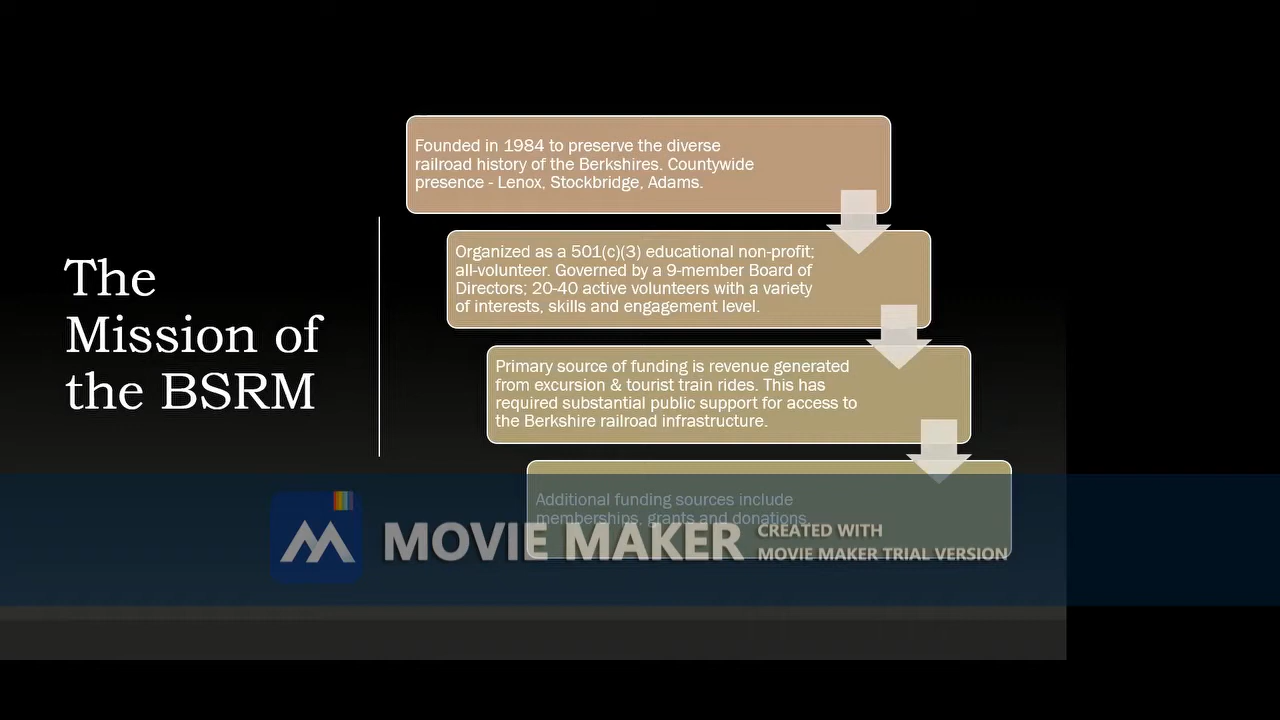 The
Mission of
the BSRM
Founded in 1984 to preserve the diverse
railroad history of the Berkshires. Countywide
presence - Lenox, Stockbridge, Adams.
Organized as a 501(c)(3) educational non-profit;
all-volunteer. Governed by a 9-member Board of
Directors; 20-40 active volunteers with a variety
of interests, skills and engagement level.
Primary source of funding is revenue generated
from excursion & tourist train rides. This has
required substantial public support for access to
the Berkshire railroad infrastructure.
Additional funding sources include
memberships, grants and donations.
MOVIE MAKER
CREATED WITH
MOVIE MAKER TRIAL VERSION